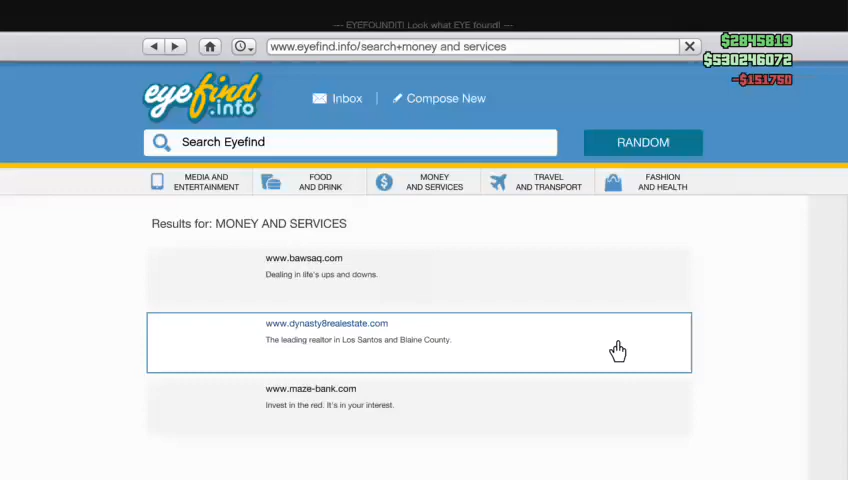 --- EYEFOUNDIT! Look what EYE found! ---
www.eyefind.info/search+money and services
$2845819
$530246072
-$151750
eyefind
.info
Inbox
Compose New
Search Eyefind
RANDOM
MEDIA AND
ENTERTAINMENT
FOOD
AND DRINK
MONEY
AND SERVICES
TRAVEL
AND TRANSPORT
FASHION
AND HEALTH
Results for: MONEY AND SERVICES
www.bawsaq.com
Dealing in life's ups and downs.
www.dynasty8realestate.com
The leading realtor in Los Santos and Blaine County.
www.maze-bank.com
Invest in the red. It's in your interest.